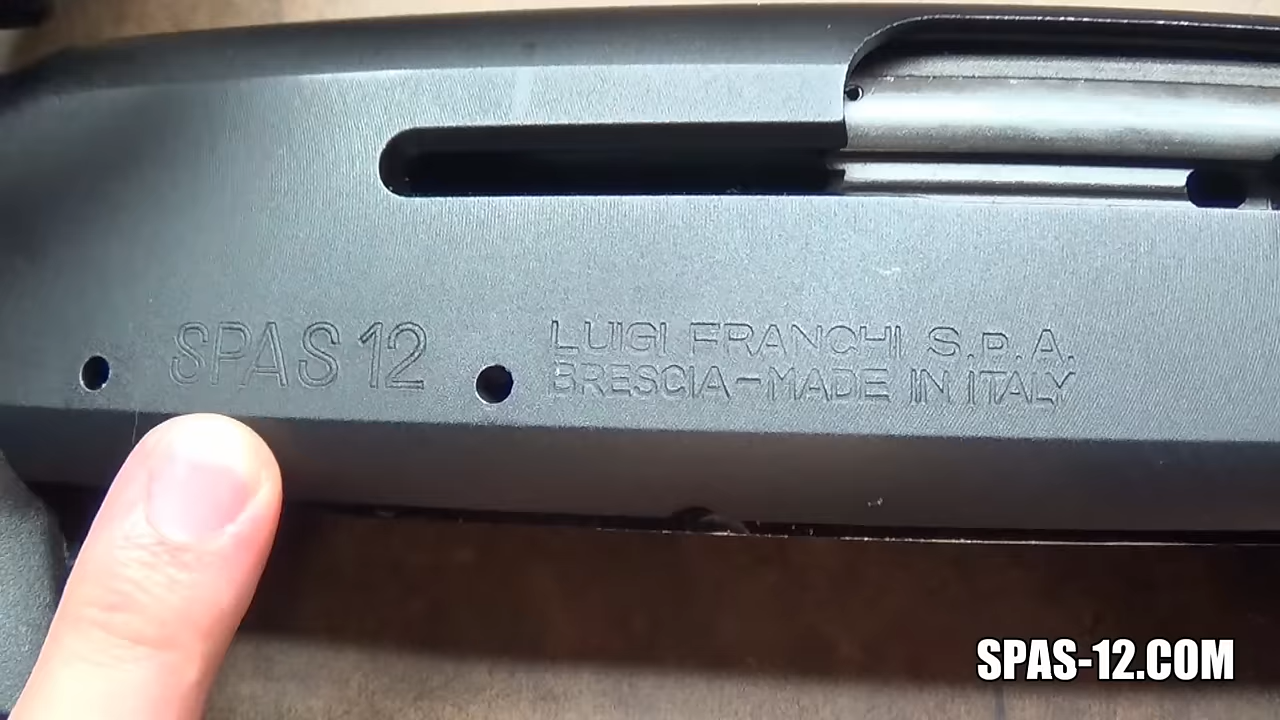 SPAS 12
LUIGI FRANCHI S.p.A.
BRESCIA-MADE IN ITALY
SPAS-12.COM